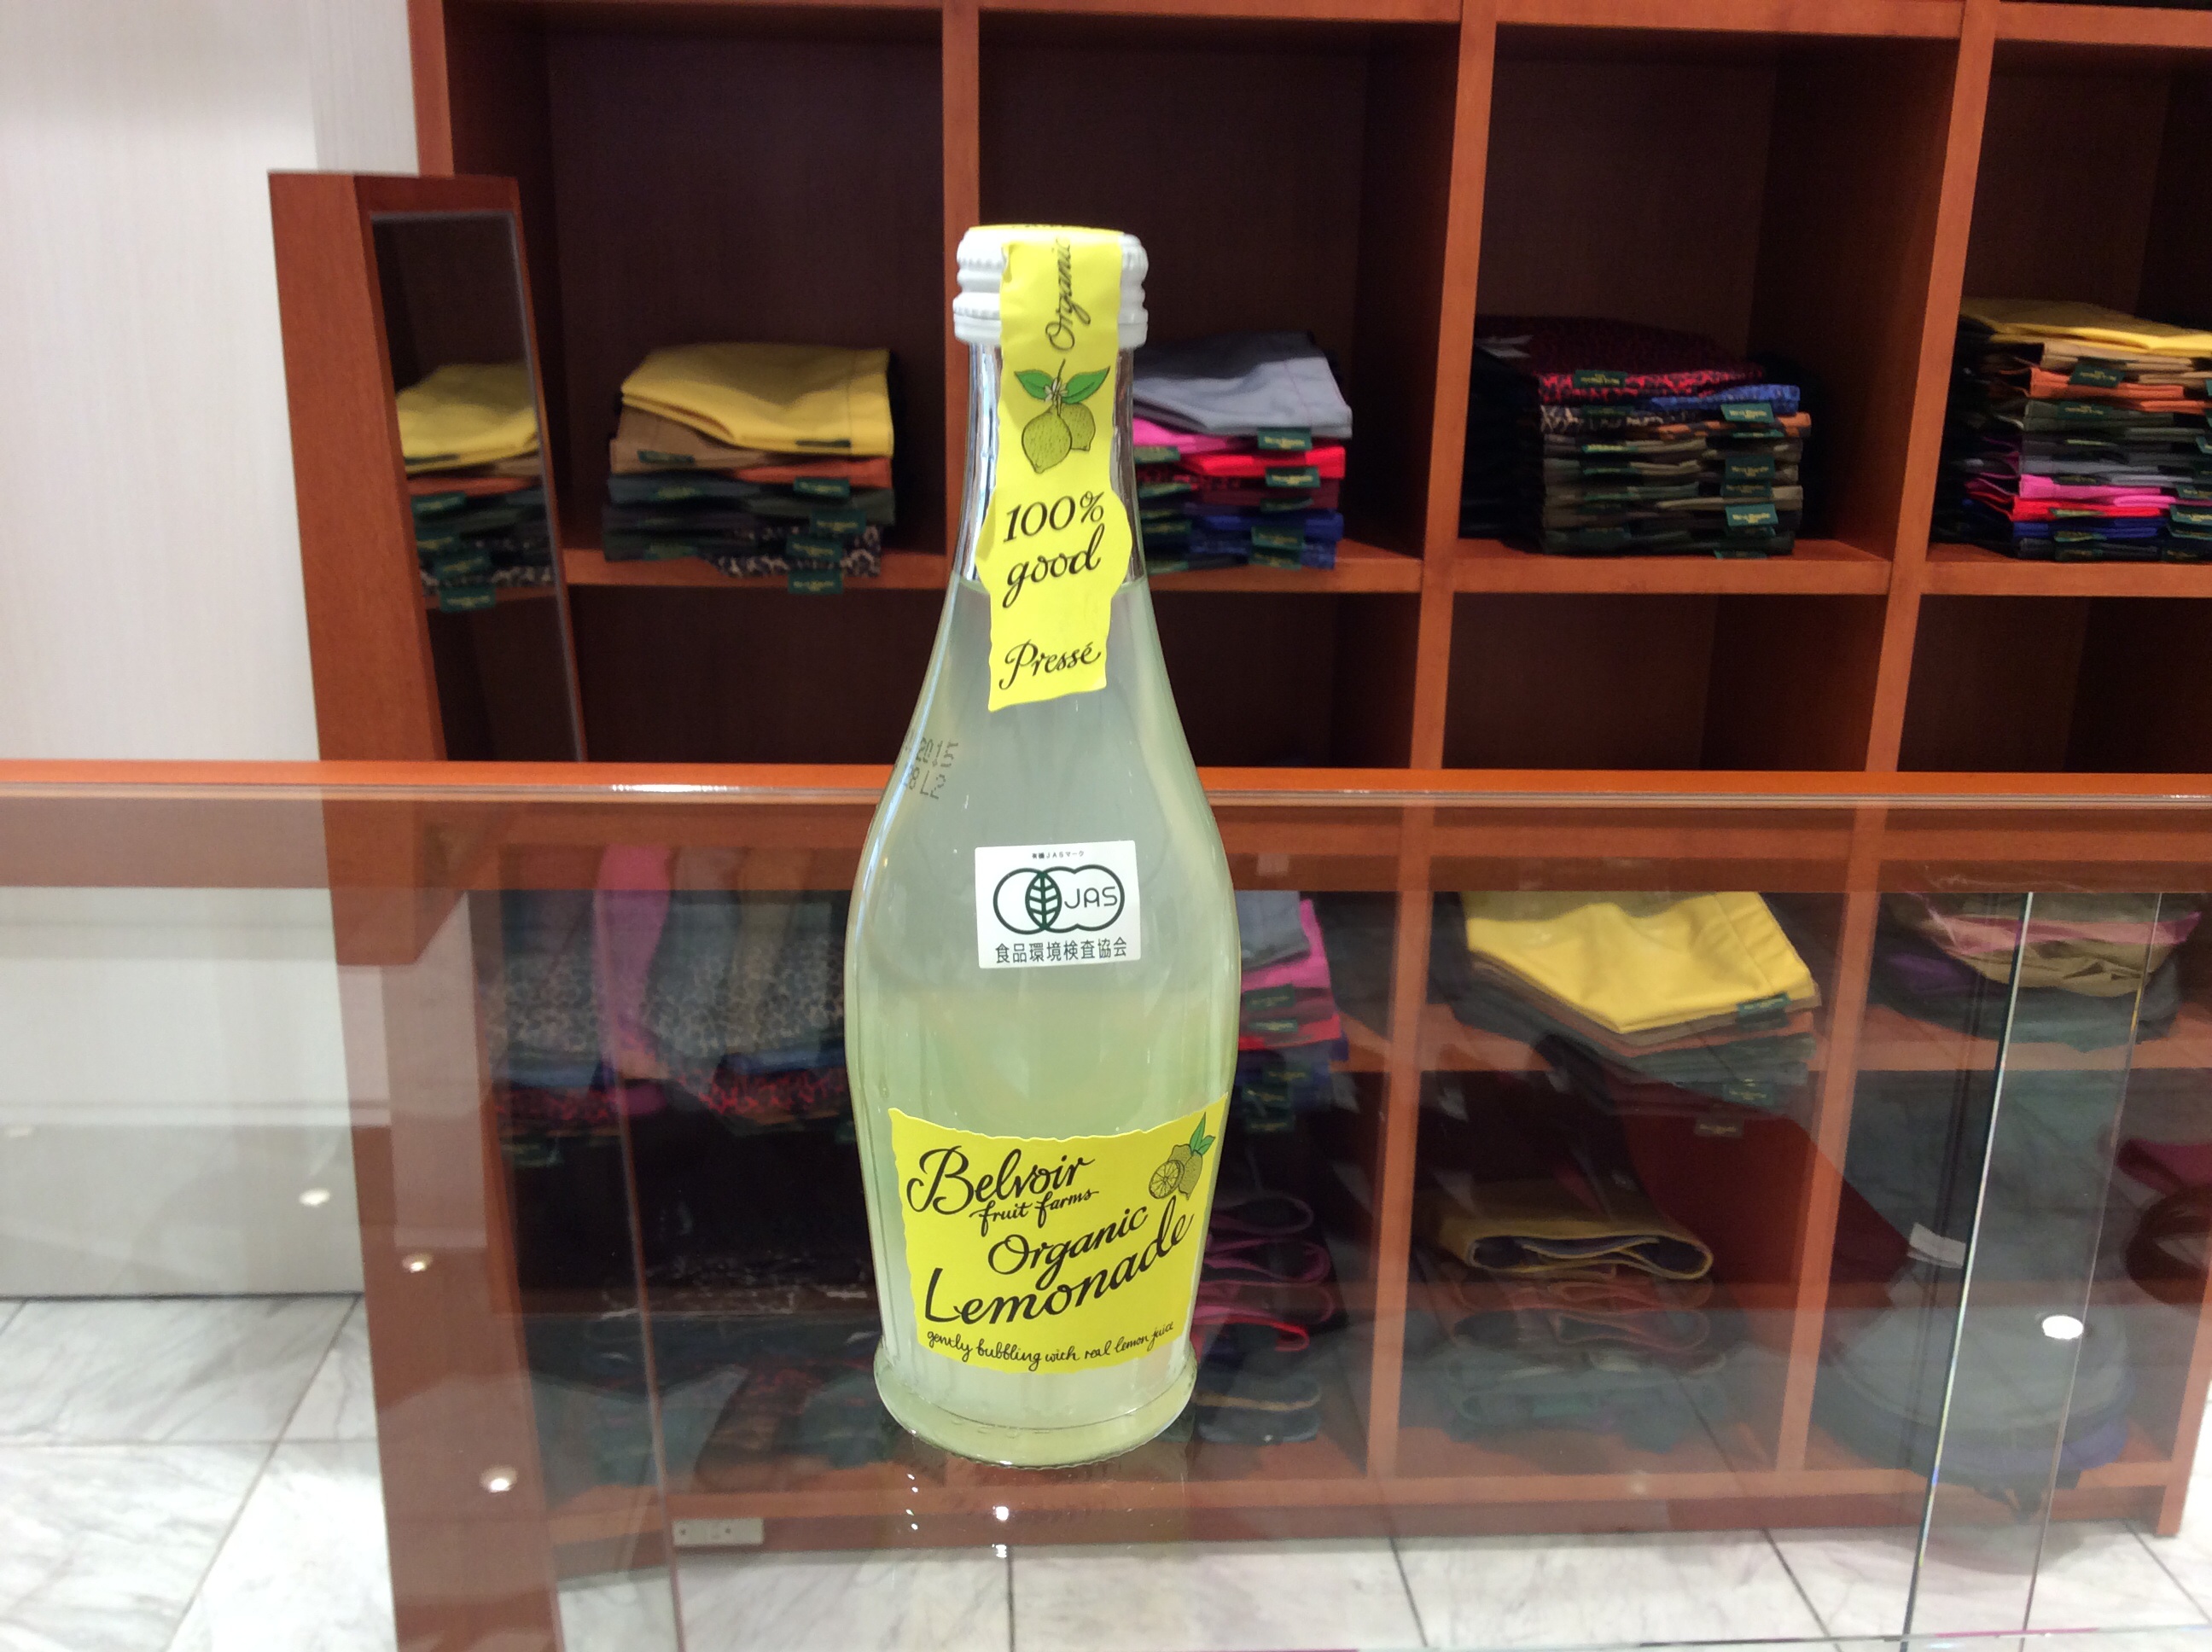 Organic
100%
good
Pressé
有機JASマーク
JAS
食品環境検査協会
Belvoir
fruit farms
Organic
Lemonade
gently bubbling with real lemon juice